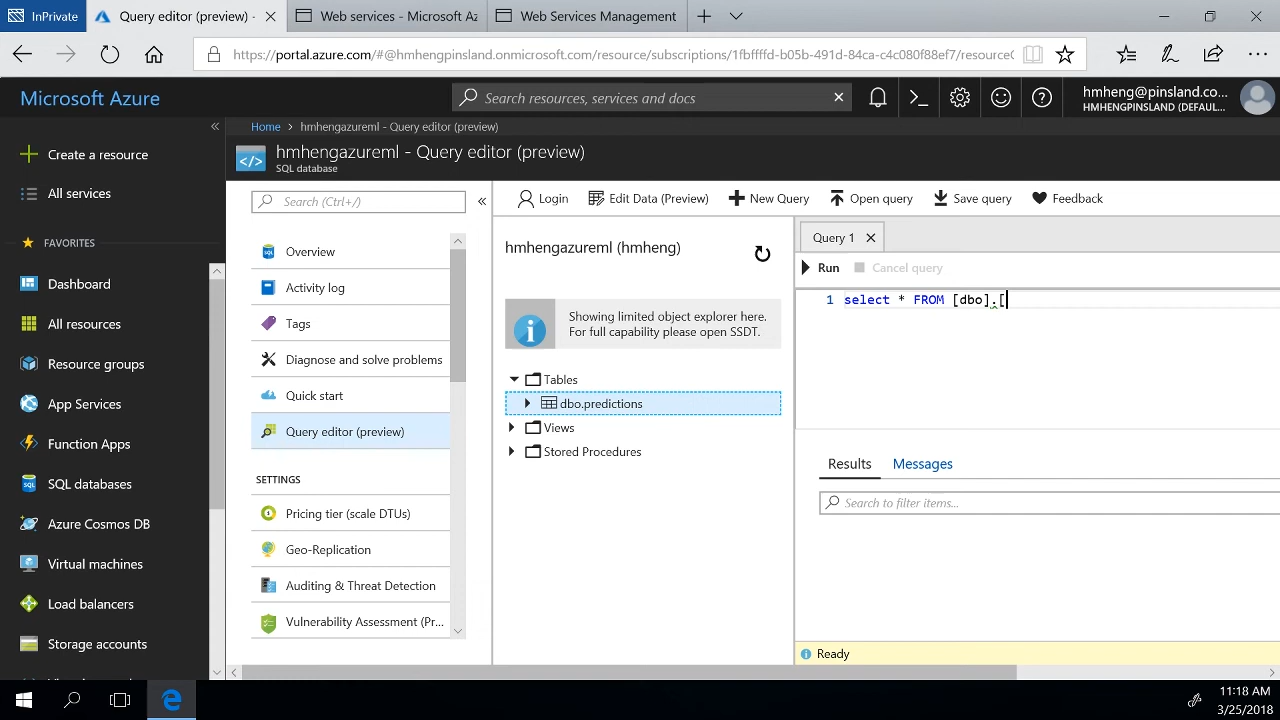 InPrivate
Query editor (preview) -
Web services - Microsoft Az
Web Services Management
https://portal.azure.com/#@hmhengpinsland.onmicrosoft.com/resource/subscriptions/1fbffffd-b05b-491d-84ca-c4c080f88ef7/resourceG
Microsoft Azure
Search resources, services and docs
hmheng@pinsland.co...
HMHENGPINSLAND (DEFAUL...
Home > hmhengazureml - Query editor (preview)
hmhengazureml - Query editor (preview)
SQL database
Create a resource
All services
FAVORITES
Dashboard
All resources
Resource groups
App Services
Function Apps
SQL databases
Azure Cosmos DB
Virtual machines
Load balancers
Storage accounts
Search (Ctrl+/)
Overview
Activity log
Tags
Diagnose and solve problems
Quick start
Query editor (preview)
SETTINGS
Pricing tier (scale DTUs)
Geo-Replication
Auditing & Threat Detection
Vulnerability Assessment (Pr...
Login
Edit Data (Preview)
New Query
Open query
Save query
Feedback
hmhengazureml (hmheng)
Showing limited object explorer here.
For full capability please open SSDT.
Tables
dbo.predictions
Views
Stored Procedures
Query 1
Run
Cancel query
1 select * FROM [dbo].[
Results
Messages
Search to filter items...
Ready
11:18 AM
3/25/2018